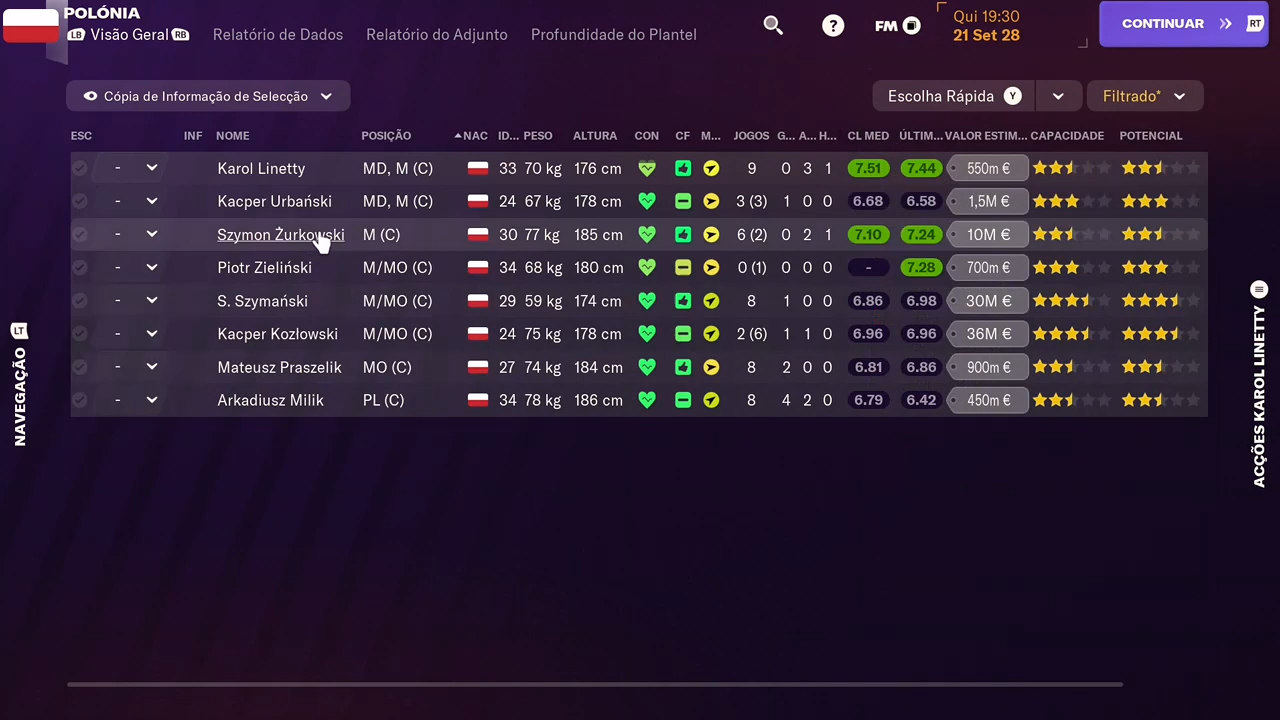 POLÓNIA
LB Visão Geral RB Relatório de Dados Relatório do Adjunto Profundidade do Plantel
? FM Qui 19:30
21 Set 28
CONTINUAR RT
Cópia de Informação de Selecção
Escolha Rápida Y
Filtrado*
ESC INF NOME POSIÇÃO NAC ID... PESO ALTURA CON CF M... JOGOS G... A... H... CL MED ÚLTIM... VALOR ESTIM... CAPACIDADE POTENCIAL
- Karol Linetty MD, M (C) 33 70 kg 176 cm 9 0 3 1 7.51 7.44 550m €
- Kacper Urbański MD, M (C) 24 67 kg 178 cm 3 (3) 1 0 0 6.68 6.58 1,5M €
- Szymon Żurkowski M (C) 30 77 kg 185 cm 6 (2) 0 2 1 7.10 7.24 10M €
- Piotr Zieliński M/MO (C) 34 68 kg 180 cm 0 (1) 0 0 0 - 7.28 700m €
- S. Szymański M/MO (C) 29 59 kg 174 cm 8 1 0 0 6.86 6.98 30M €
- Kacper Kozłowski M/MO (C) 24 75 kg 178 cm 2 (6) 1 1 0 6.96 6.96 36M €
- Mateusz Praszelik MO (C) 27 74 kg 184 cm 8 2 0 0 6.81 6.86 900m €
- Arkadiusz Milik PL (C) 34 78 kg 186 cm 8 4 2 0 6.79 6.42 450m €
LT
NAVEGAÇÃO
ACÇÕES KAROL LINETTY